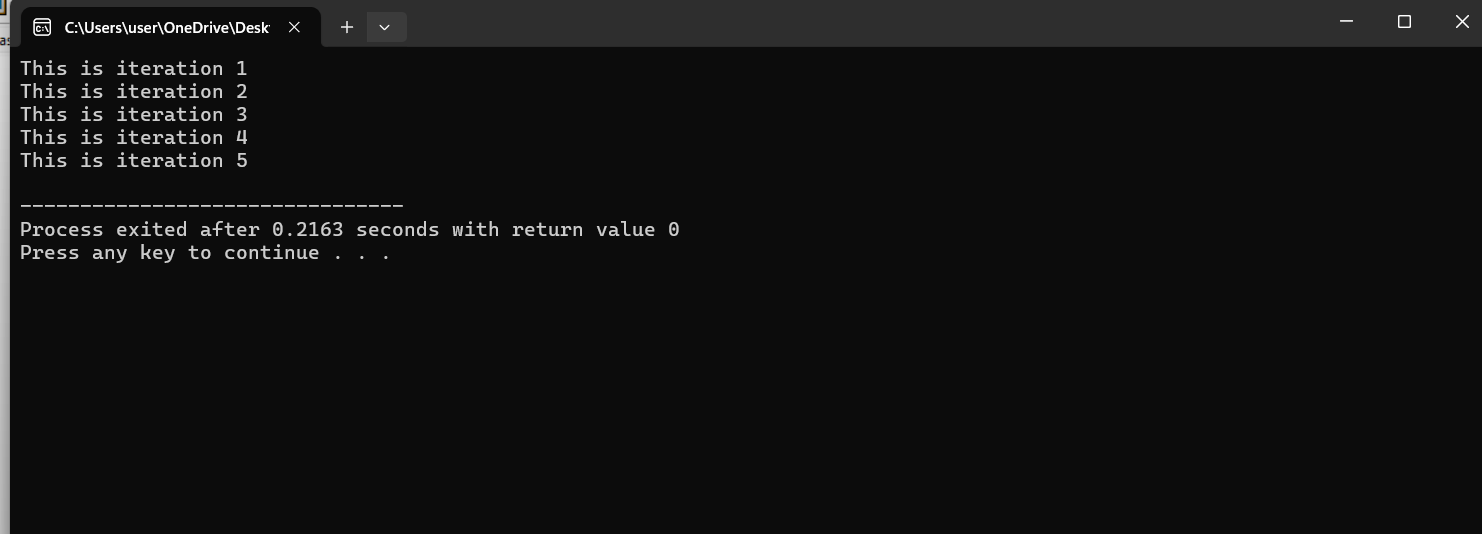 C:\Users\user\OneDrive\Desk
This is iteration 1
This is iteration 2
This is iteration 3
This is iteration 4
This is iteration 5
--------------------------------
Process exited after 0.2163 seconds with return value 0
Press any key to continue . . .